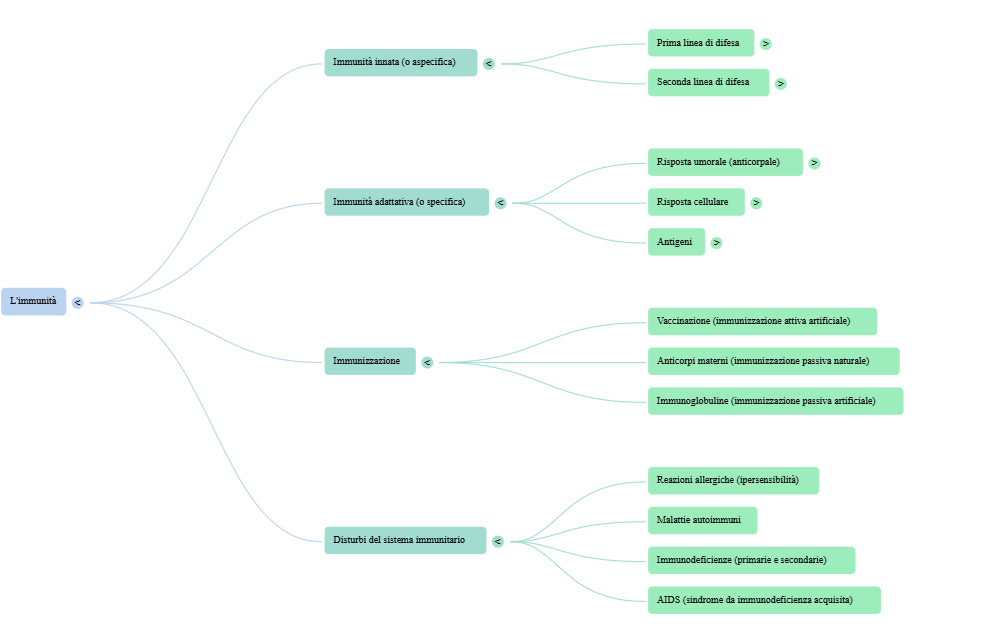 L'immunità <
Immunità innata (o aspecifica) <
Prima linea di difesa >
Seconda linea di difesa >
Immunità adattativa (o specifica) <
Risposta umorale (anticorpale) >
Risposta cellulare >
Antigeni >
Immunizzazione <
Vaccinazione (immunizzazione attiva artificiale)
Anticorpi materni (immunizzazione passiva naturale)
Immunoglobuline (immunizzazione passiva artificiale)
Disturbi del sistema immunitario <
Reazioni allergiche (ipersensibilità)
Malattie autoimmuni
Immunodeficienze (primarie e secondarie)
AIDS (sindrome da immunodeficienza acquisita)